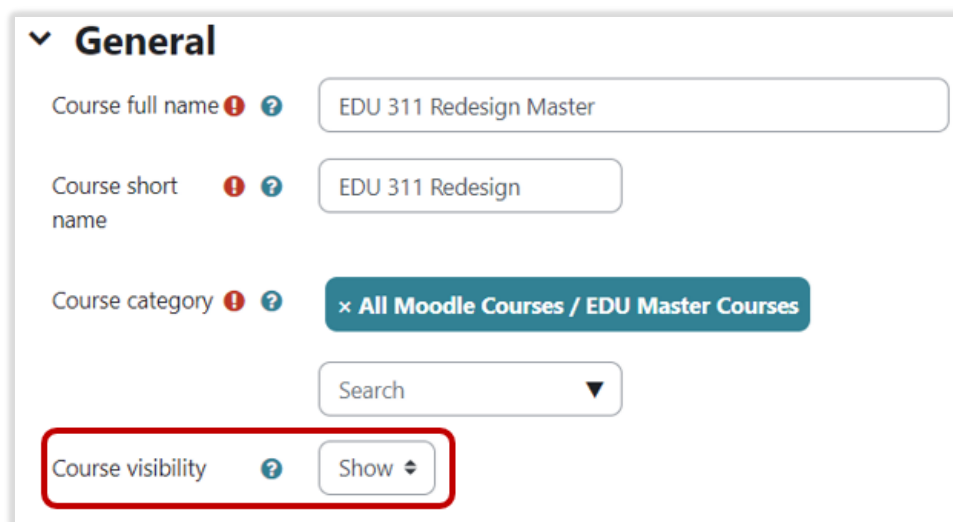 General
Course full name
EDU 311 Redesign Master
Course short
name
EDU 311 Redesign
Course category
× All Moodle Courses / EDU Master Courses
Search
Course visibility
Show